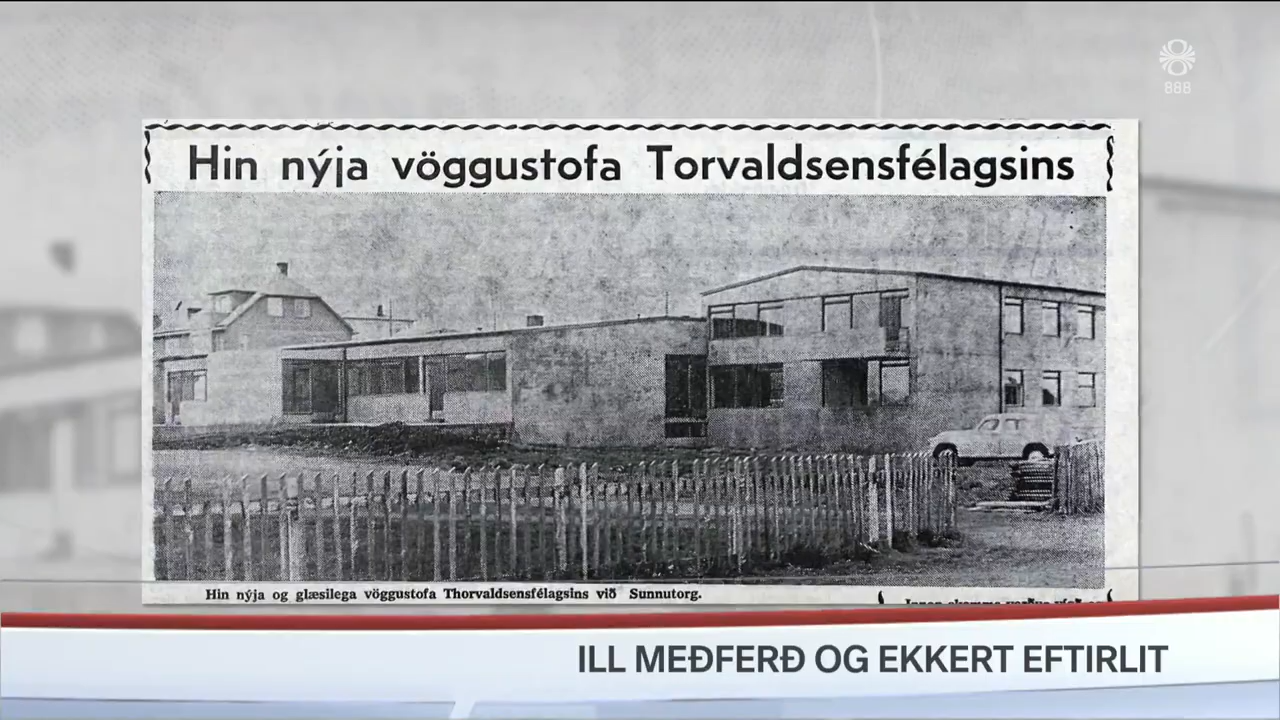 888
Hin nýja vöggustofa Torvaldsensfélagsins
Hin nýja og glæsilega vöggustofa Thorvaldsensfélagsins við Sunnutorg.
ILL MEÐFERÐ OG EKKERT EFTIRLIT